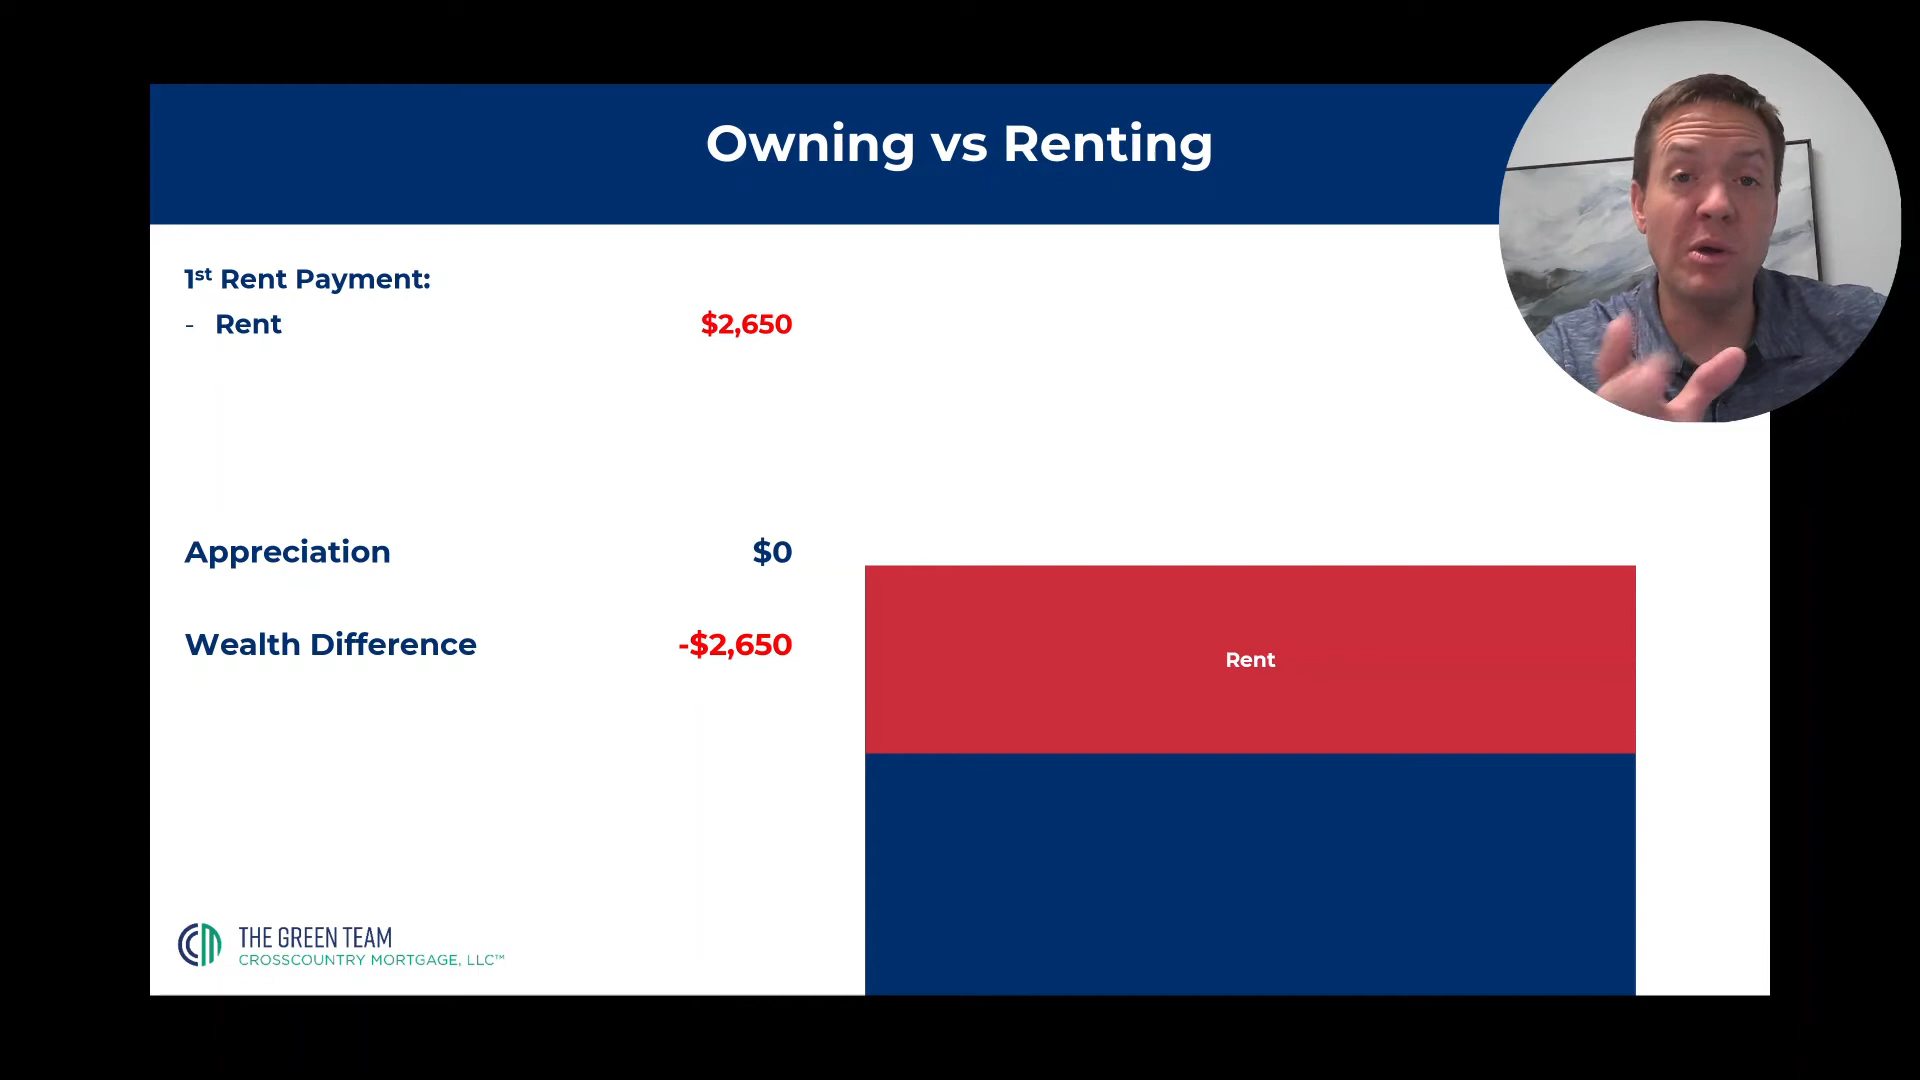 Owning vs Renting
1st Rent Payment:
- Rent $2,650
Appreciation $0
Wealth Difference -$2,650
Rent
THE GREEN TEAM
CROSSCOUNTRY MORTGAGE, LLC™